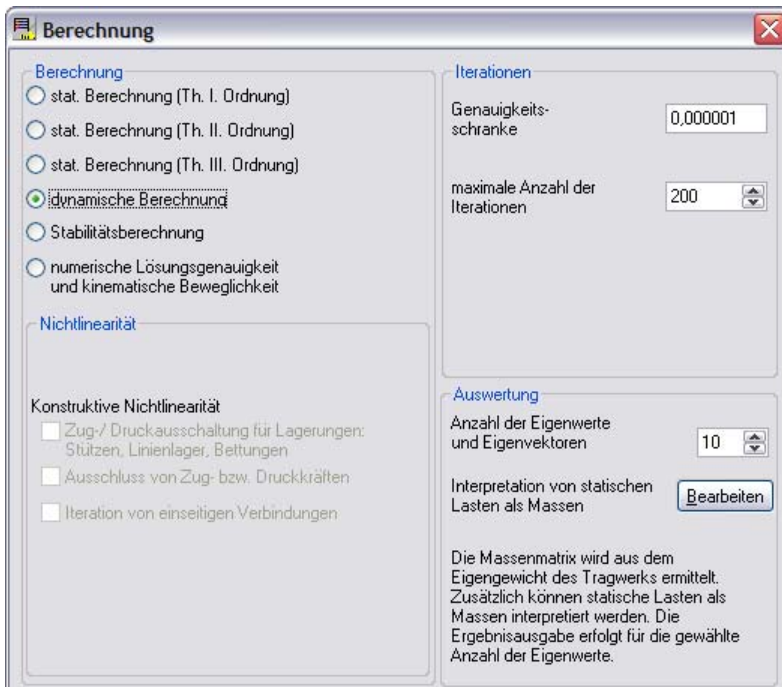 Berechnung
Berechnung
stat. Berechnung (Th. I. Ordnung)
stat. Berechnung (Th. II. Ordnung)
stat. Berechnung (Th. III. Ordnung)
dynamische Berechnung
Stabilitätsberechnung
numerische Lösungsgenauigkeit
und kinematische Beweglichkeit
Nichtlinearität
Konstruktive Nichtlinearität
Zug-/ Druckausschaltung für Lagerungen:
Stützen, Linienlager, Bettungen
Ausschluss von Zug- bzw. Druckkräften
Iteration von einseitigen Verbindungen
Iterationen
Genauigkeits-
schranke
0,000001
maximale Anzahl der
Iterationen
200
Auswertung
Anzahl der Eigenwerte
und Eigenvektoren
10
Interpretation von statischen
Lasten als Massen
Bearbeiten
Die Massenmatrix wird aus dem
Eigengewicht des Tragwerks ermittelt.
Zusätzlich können statische Lasten als
Massen interpretiert werden. Die
Ergebnisausgabe erfolgt für die gewählte
Anzahl der Eigenwerte.